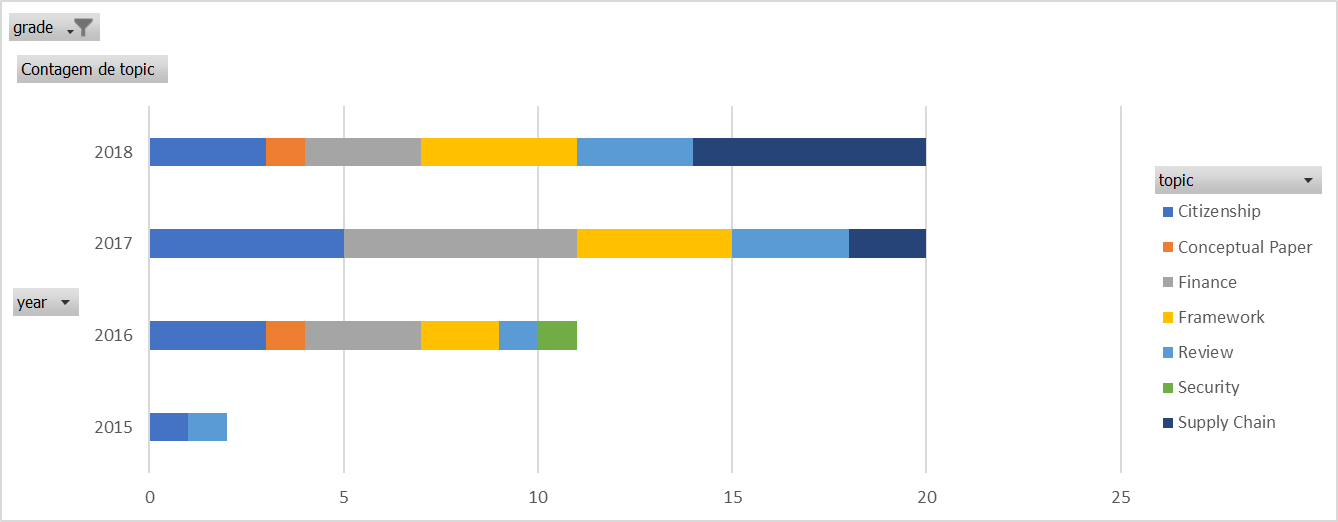 grade
Contagem de topic
2018
2017
2016
2015
year
0 5 10 15 20 25
topic
Citizenship
Conceptual Paper
Finance
Framework
Review
Security
Supply Chain